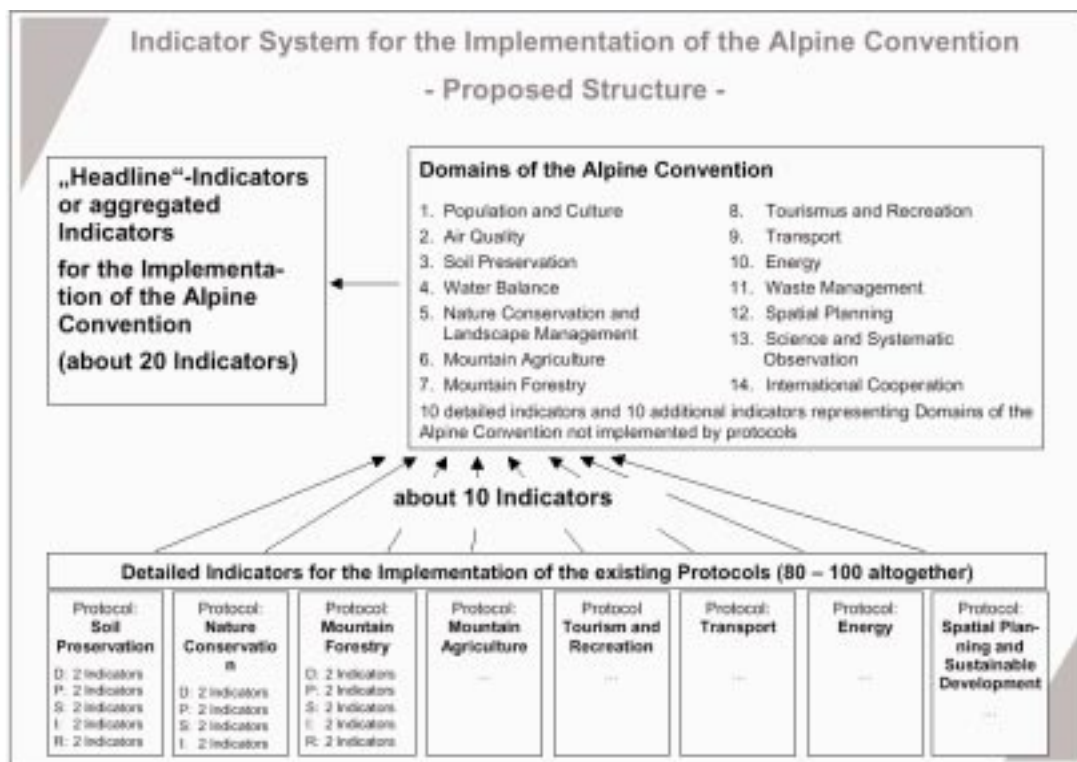 Indicator System for the Implementation of the Alpine Convention
- Proposed Structure -
„Headline“-Indicators
or aggregated
Indicators
for the Implementa-
tion of the Alpine
Convention
(about 20 Indicators)
Domains of the Alpine Convention
1. Population and Culture
2. Air Quality
3. Soil Preservation
4. Water Balance
5. Nature Conservation and
Landscape Management
6. Mountain Agriculture
7. Mountain Forestry
8. Tourismus and Recreation
9. Transport
10. Energy
11. Waste Management
12. Spatial Planning
13. Science and Systematic
Observation
14. International Cooperation
10 detailed indicators and 10 additional indicators representing Domains of the
Alpine Convention not implemented by protocols
about 10 Indicators
Detailed Indicators for the Implementation of the existing Protocols (80 – 100 altogether)
Protocol:
Soil
Preservation
D: 2 Indicators
P: 2 Indicators
S: 2 Indicators
I: 2 Indicators
R: 2 Indicators
Protocol:
Nature
Conservatio
n
D: 2 Indicators
P: 2 Indicators
S: 2 Indicators
I: 2 Indicators
Protocol:
Mountain
Forestry
D: 2 Indicators
P: 2 Indicators
S: 2 Indicators
I: 2 Indicators
R: 2 Indicators
Protocol:
Mountain
Agriculture
...
Protocol
Tourism and
Recreation
...
Protocol:
Transport
...
Protocol:
Energy
...
Protocol:
Spatial Plan-
ning and
Sustainable
Development
...